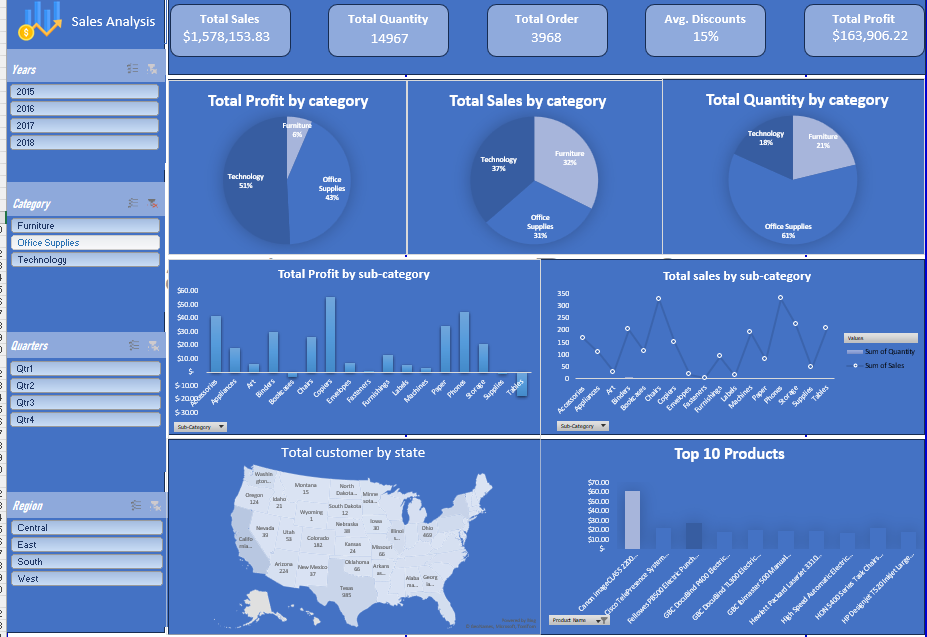 Sales Analysis
Total Sales
$1,578,153.83
Total Quantity
14967
Total Order
3968
Avg. Discounts
15%
Total Profit
$163,906.22
Years
2015
2016
2017
2018
Category
Furniture
Office Supplies
Technology
Quarters
Qtr1
Qtr2
Qtr3
Qtr4
Region
Central
East
South
West
Total Profit by category
Furniture
6%
Technology
51%
Office
Supplies
43%
Total Sales by category
Technology
37%
Furniture
32%
Office
Supplies
31%
Total Quantity by category
Technology
18%
Furniture
21%
Office Supplies
61%
Total Profit by sub-category
$60.00
$50.00
$40.00
$30.00
$20.00
$10.00
$-
$-10.00
$-20.00
$-30.00
Accessories
Appliances
Art
Binders
Bookcases
Chairs
Copiers
Envelopes
Fasteners
Furnishings
Labels
Machines
Paper
Phones
Storage
Supplies
Tables
Sub-Category
Total sales by sub-category
350
300
250
200
150
100
50
0
Accessories
Appliances
Art
Binders
Bookcases
Chairs
Copiers
Envelopes
Fasteners
Furnishings
Labels
Machines
Paper
Phones
Storage
Supplies
Tables
Values
Sum of Quantity
Sum of Sales
Sub-Category
Total customer by state
Washin
gton...
Montana
15
North
Dakota...
Minne
sota...
Oregon
124
Idaho
21
South Dakota
12
Wyoming
1
Nebraska
38
Iowa
30
Illinoi
s...
Ohio
469
Nevada
39
Utah
53
Califo
rnia...
Colorado
182
Kansas
24
Missouri
66
Arizona
224
New Mexico
37
Oklahoma
66
Arkans
as...
Alaba
ma...
Georg
ia...
Texas
985
Top 10 Products
$70.00
$60.00
$50.00
$40.00
$30.00
$20.00
$10.00
$-
Canon imageCLASS 2200...
Cisco TelePresence System...
Fellowes PB500 Electric Punch...
GBC DocuBind P400 Electric...
GBC DocuBind TL300 Electric...
GBC Ibimaster 500 Manual...
Hewlett Packard LaserJet 3310...
High Speed Automatic Electric...
HON 5400 Series Task Chairs...
HP Designjet T520 Inkjet Large...
Product Name